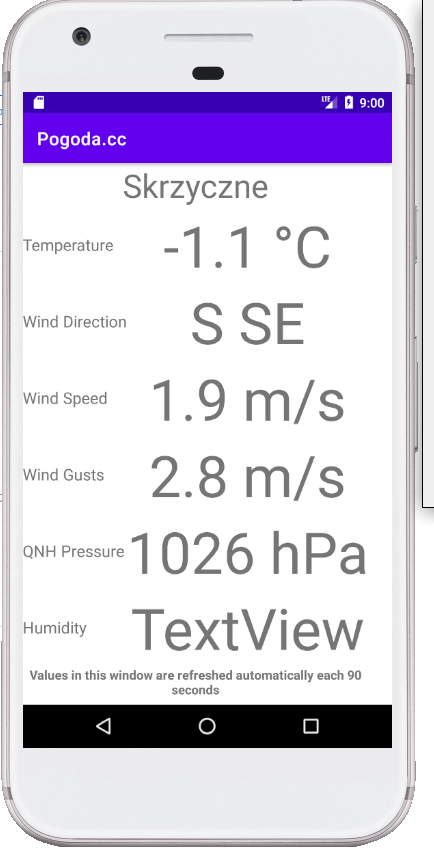 LTE 9:00
Pogoda.cc
Skrzyczne
Temperature -1.1 °C
Wind Direction S SE
Wind Speed 1.9 m/s
Wind Gusts 2.8 m/s
QNH Pressure 1026 hPa
Humidity TextView
Values in this window are refreshed automatically each 90
seconds